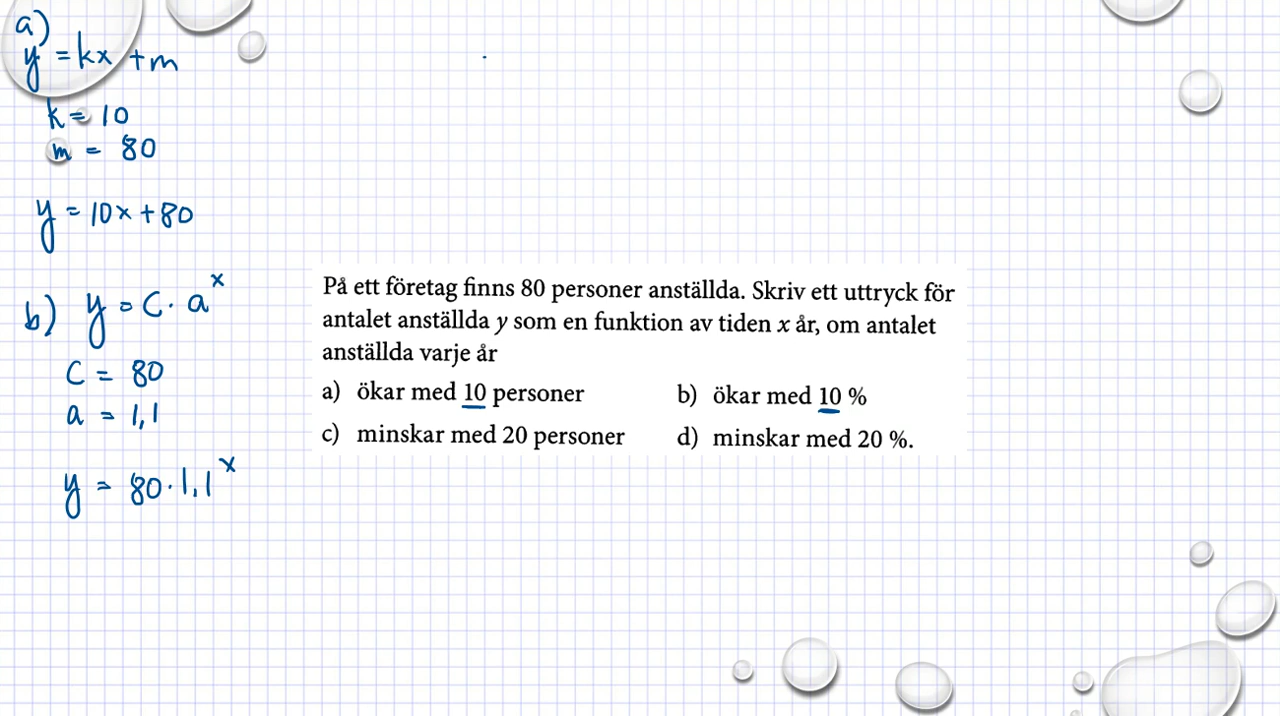 a)
y = kx + m
k = 10
m = 80
y = 10x + 80
b) y = C · a^x
C = 80
a = 1,1
y = 80 · 1,1^x
På ett företag finns 80 personer anställda. Skriv ett uttryck för
antalet anställda y som en funktion av tiden x år, om antalet
anställda varje år
a) ökar med 10 personer b) ökar med 10 %
c) minskar med 20 personer d) minskar med 20 %.